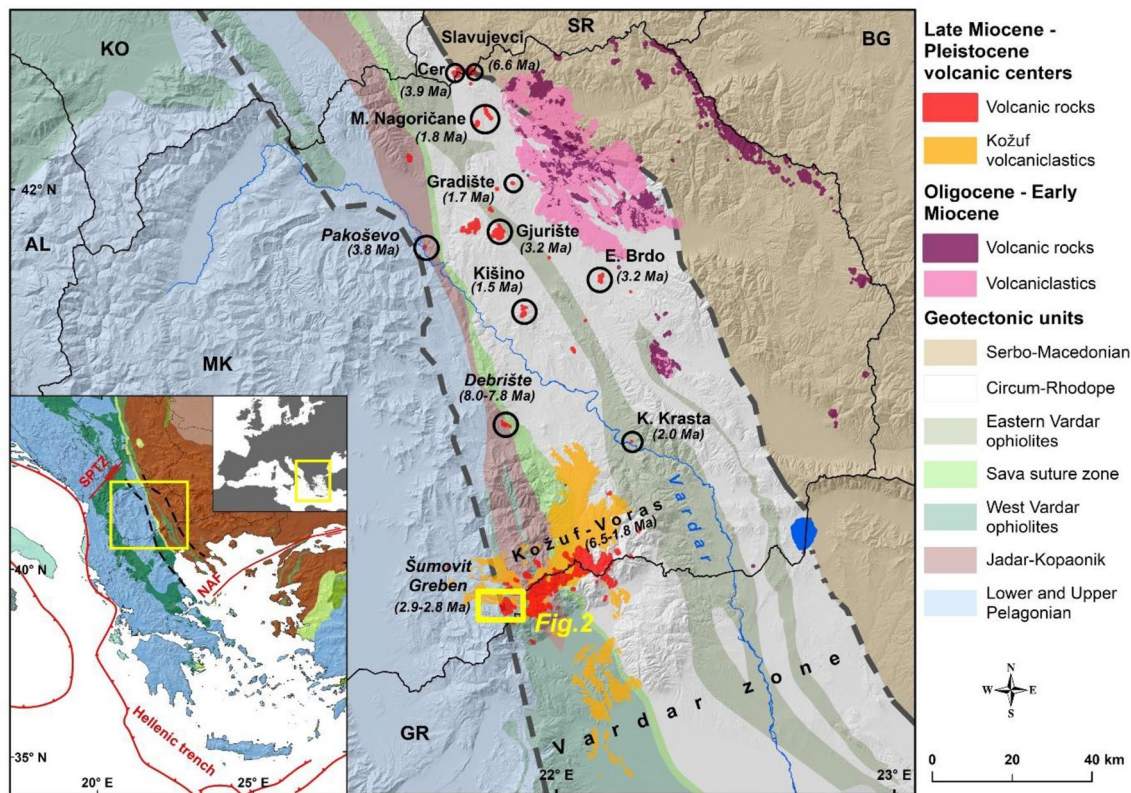 KO
SR
BG
Slavujevci
(6.6 Ma)
Cer
(3.9 Ma)
M. Nagoričane
(1.8 Ma)
42° N
Gradište
(1.7 Ma)
AL
Pakoševo
(3.8 Ma)
Gjurište
(3.2 Ma)
E. Brdo
(3.2 Ma)
Kišino
(1.5 Ma)
MK
Debrište
(8.0-7.8 Ma)
K. Krasta
(2.0 Ma)
Vardar
Kožuf-Voras
(6.5-1.8 Ma)
Šumovit
Greben
(2.9-2.8 Ma)
Fig.2
Vardar zone
GR
22° E
23° E
SPTZ
NAF
40° N
Hellenic trench
35° N
20° E
Late Miocene -
Pleistocene
volcanic centers
Volcanic rocks
Kožuf
volcaniclastics
Oligocene - Early
Miocene
Volcanic rocks
Volcaniclastics
Geotectonic units
Serbo-Macedonian
Circum-Rhodope
Eastern Vardar
ophiolites
Sava suture zone
West Vardar
ophiolites
Jadar-Kopaonik
Lower and Upper
Pelagonian
N
W E
S
0 20 40 km